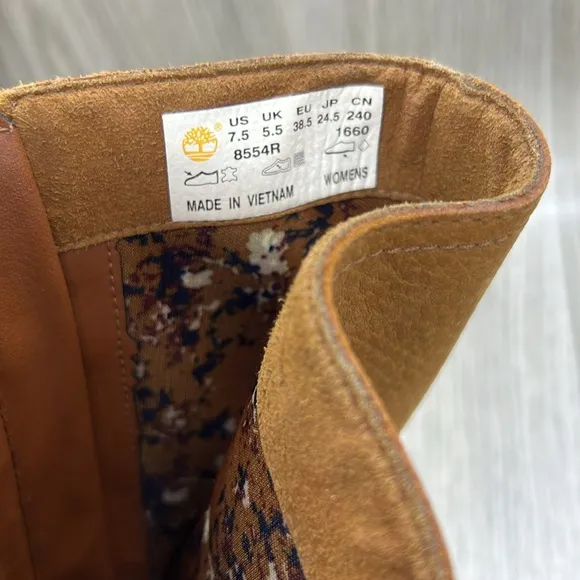 US UK EU JP CN
7.5 5.5 38.5 24.5 240
8554R 1660
MADE IN VIETNAM WOMENS